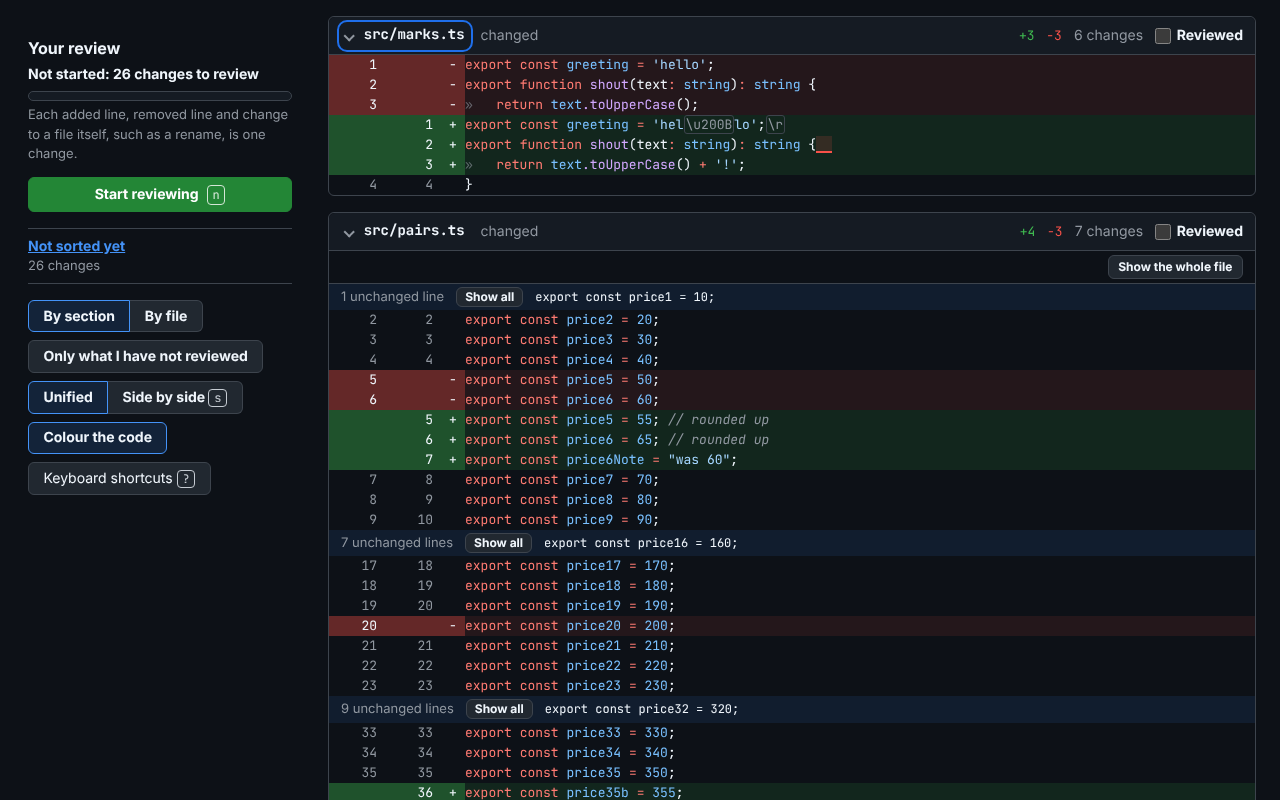 Your review
Not started: 26 changes to review
Each added line, removed line and change
to a file itself, such as a rename, is one
change.
Start reviewing n
Not sorted yet
26 changes
By section By file
Only what I have not reviewed
Unified Side by side s
Colour the code
Keyboard shortcuts ?
src/marks.ts changed +3 -3 6 changes Reviewed
1 - export const greeting = 'hello';
2 - export function shout(text: string): string {
3 - » return text.toUpperCase();
1 + export const greeting = 'hel\u200Blo';\r
2 + export function shout(text: string): string {
3 + » return text.toUpperCase() + '!';
4 4 }
src/pairs.ts changed +4 -3 7 changes Reviewed
Show the whole file
1 unchanged line Show all export const price1 = 10;
2 2 export const price2 = 20;
3 3 export const price3 = 30;
4 4 export const price4 = 40;
5 - export const price5 = 50;
6 - export const price6 = 60;
5 + export const price5 = 55; // rounded up
6 + export const price6 = 65; // rounded up
7 + export const price6Note = "was 60";
7 8 export const price7 = 70;
8 9 export const price8 = 80;
9 10 export const price9 = 90;
7 unchanged lines Show all export const price16 = 160;
17 18 export const price17 = 170;
18 19 export const price18 = 180;
19 20 export const price19 = 190;
20 - export const price20 = 200;
21 21 export const price21 = 210;
22 22 export const price22 = 220;
23 23 export const price23 = 230;
9 unchanged lines Show all export const price32 = 320;
33 33 export const price33 = 330;
34 34 export const price34 = 340;
35 35 export const price35 = 350;
36 + export const price35b = 355;